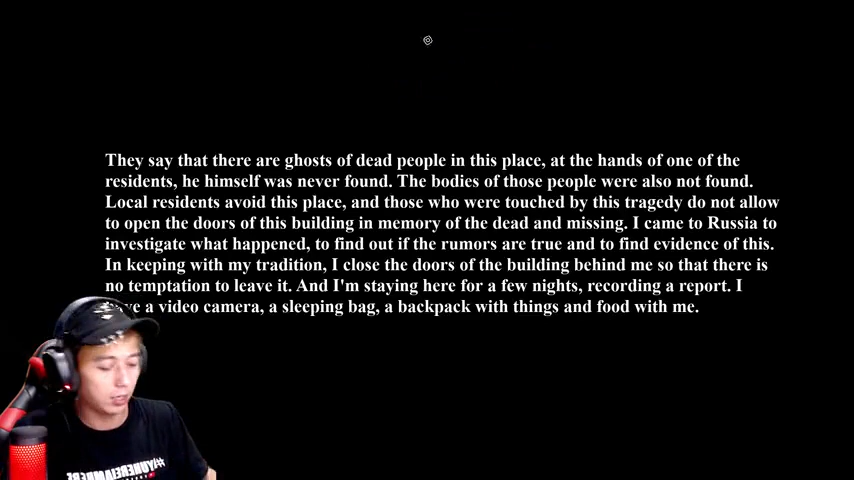 They say that there are ghosts of dead people in this place, at the hands of one of the
residents, he himself was never found. The bodies of those people were also not found.
Local residents avoid this place, and those who were touched by this tragedy do not allow
to open the doors of this building in memory of the dead and missing. I came to Russia to
investigate what happened, to find out if the rumors are true and to find evidence of this.
In keeping with my tradition, I close the doors of the building behind me so that there is
no temptation to leave it. And I'm staying here for a few nights, recording a report. I
a video camera, a sleeping bag, a backpack with things and food with me.